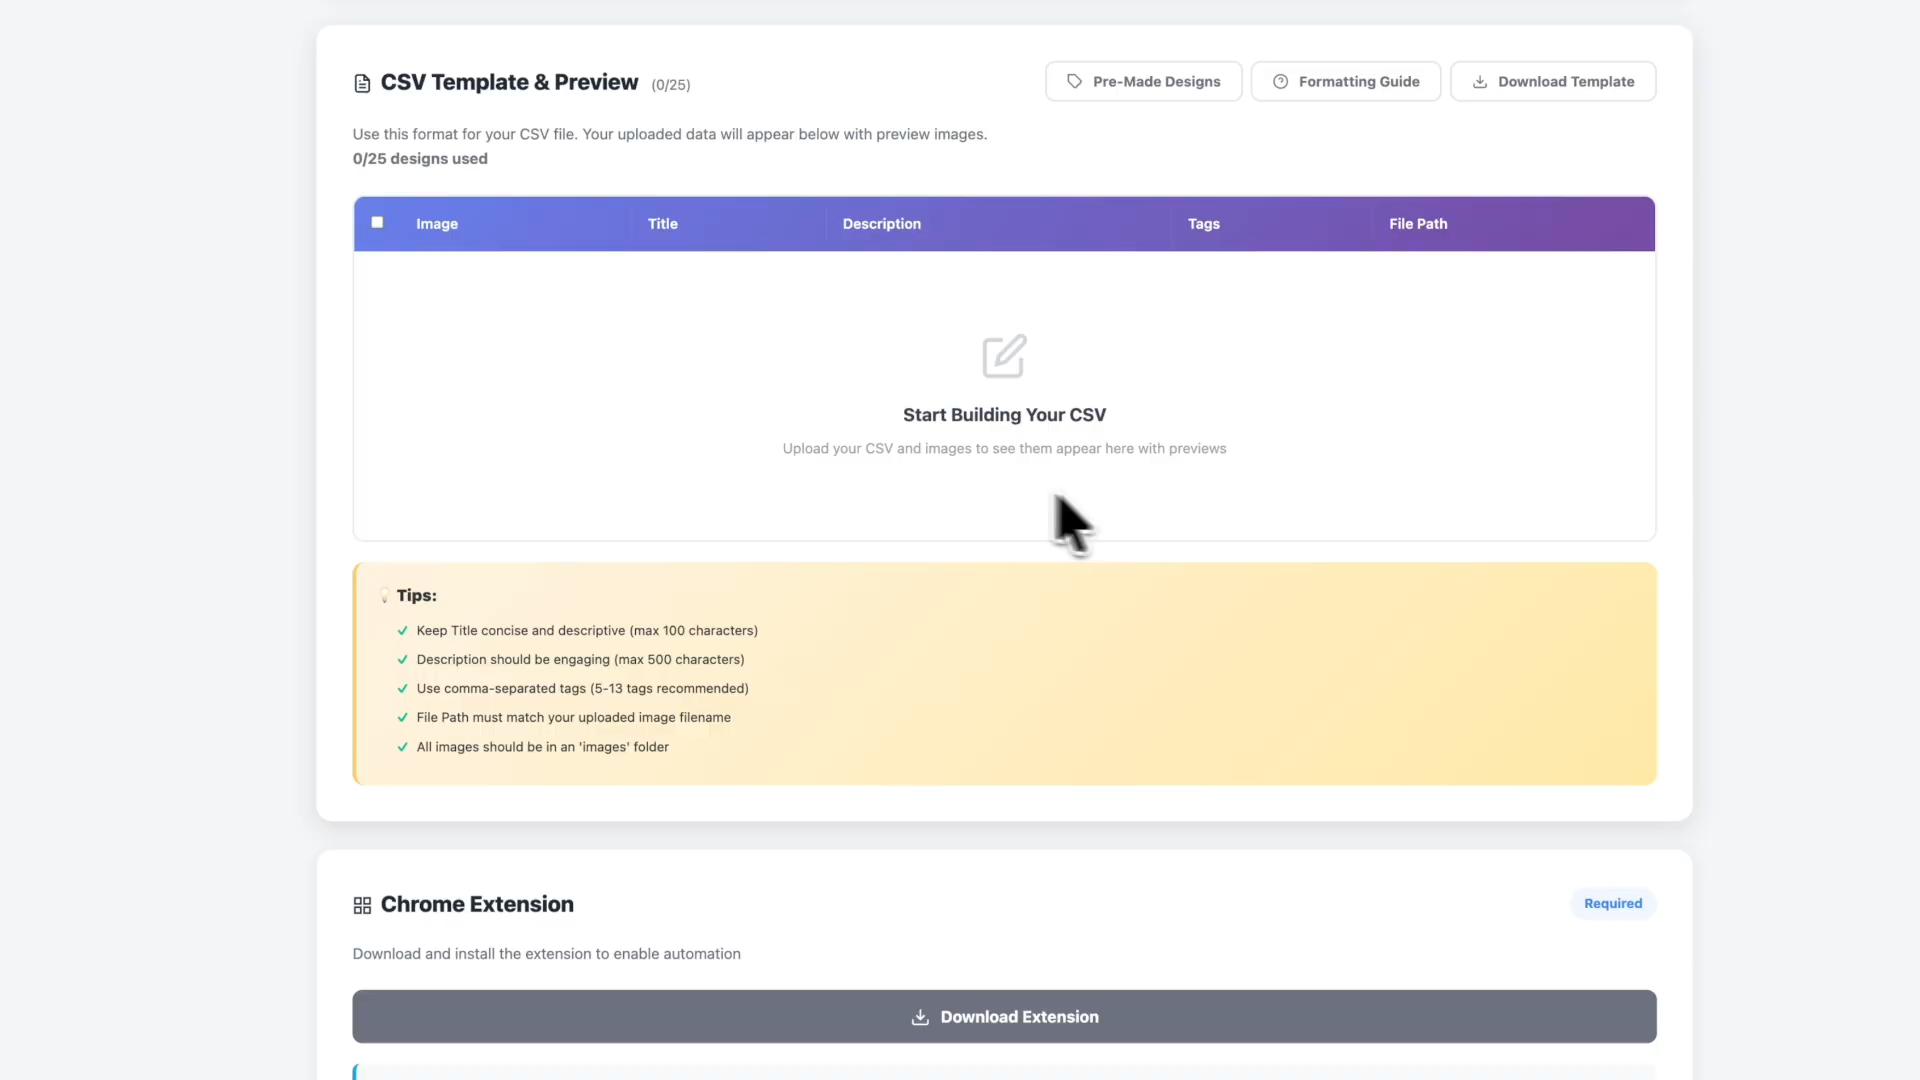 CSV Template & Preview (0/25)
Pre-Made Designs
Formatting Guide
Download Template
Use this format for your CSV file. Your uploaded data will appear below with preview images.
0/25 designs used
Image Title Description Tags File Path
Start Building Your CSV
Upload your CSV and images to see them appear here with previews
Tips:
Keep Title concise and descriptive (max 100 characters)
Description should be engaging (max 500 characters)
Use comma-separated tags (5-13 tags recommended)
File Path must match your uploaded image filename
All images should be in an 'images' folder
Chrome Extension
Required
Download and install the extension to enable automation
Download Extension